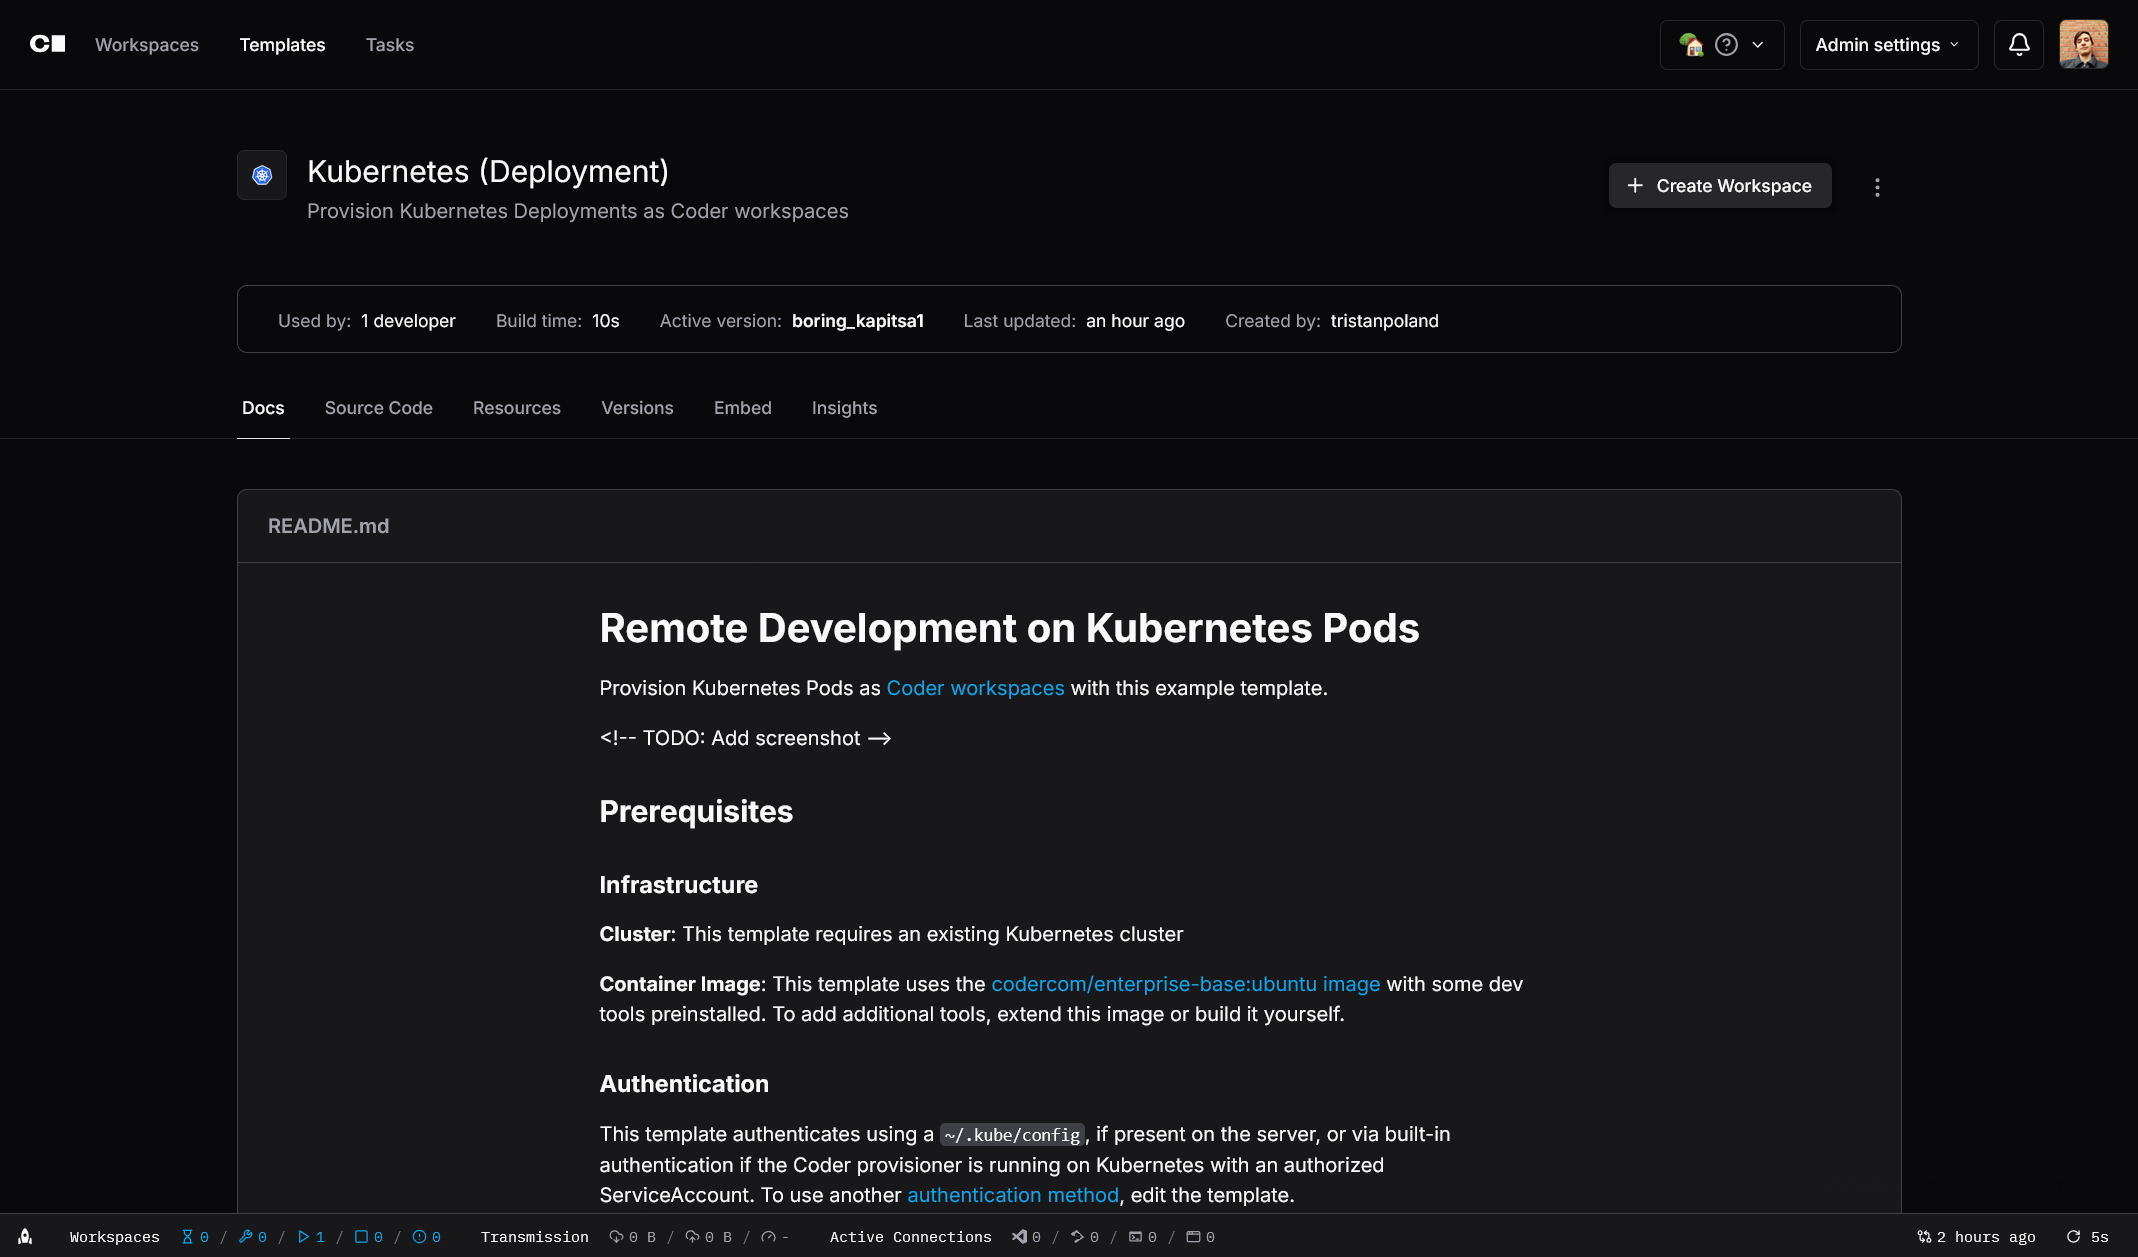 Workspaces Templates Tasks Admin settings
Kubernetes (Deployment)
Provision Kubernetes Deployments as Coder workspaces
Create Workspace
Used by: 1 developer Build time: 10s Active version: boring_kapitsa1 Last updated: an hour ago Created by: tristanpoland
Docs Source Code Resources Versions Embed Insights
README.md
Remote Development on Kubernetes Pods
Provision Kubernetes Pods as Coder workspaces with this example template.
<!-- TODO: Add screenshot -->
Prerequisites
Infrastructure
Cluster: This template requires an existing Kubernetes cluster
Container Image: This template uses the codercom/enterprise-base:ubuntu image with some dev
tools preinstalled. To add additional tools, extend this image or build it yourself.
Authentication
This template authenticates using a ~/.kube/config, if present on the server, or via built-in
authentication if the Coder provisioner is running on Kubernetes with an authorized
ServiceAccount. To use another authentication method, edit the template.
Workspaces 0 / 0 / 1 / 0 / 0 Transmission 0 B / 0 B / - Active Connections 0 / 0 / 0 / 0 2 hours ago 5s